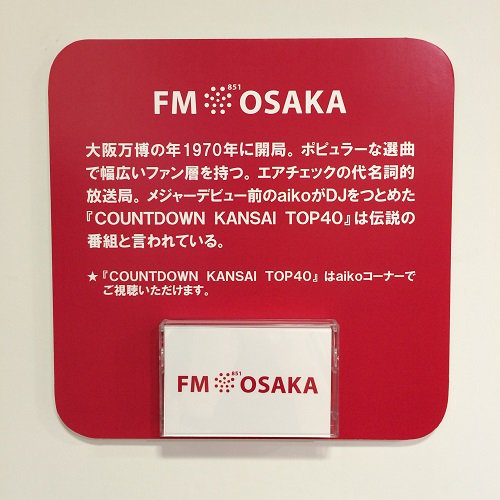 FM 851 OSAKA
大阪万博の年1970年に開局。ポピュラーな選曲
で幅広いファン層を持つ。エアチェックの代名詞的
放送局。メジャーデビュー前のaikoがDJをつとめた
『COUNTDOWN KANSAI TOP40』は伝説の
番組と言われている。
★『COUNTDOWN KANSAI TOP40』はaikoコーナーで
ご視聴いただけます。
FM 851 OSAKA